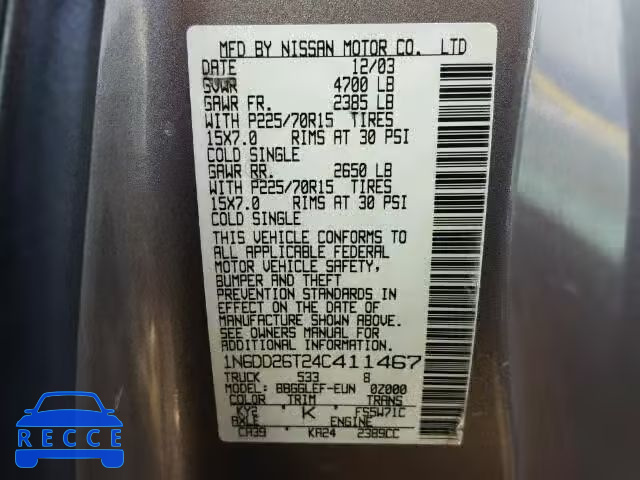 MFD BY NISSAN MOTOR CO. LTD
DATE 12/03
GVWR 4700 LB
GAWR FR. 2385 LB
WITH P225/70R15 TIRES
15X7.0 RIMS AT 30 PSI
COLD SINGLE
GAWR RR. 2650 LB
WITH P225/70R15 TIRES
15X7.0 RIMS AT 30 PSI
COLD SINGLE
THIS VEHICLE CONFORMS TO
ALL APPLICABLE FEDERAL
MOTOR VEHICLE SAFETY,
BUMPER AND THEFT
PREVENTION STANDARDS IN
EFFECT ON THE DATE OF
MANUFACTURE SHOWN ABOVE.
SEE OWNERS MANUAL FOR
ADDITIONAL INFORMATION.
1N6DD26T24C411467
TRUCK 533 8
MODEL BBGGLEF-EUN 0Z000
COLOR TRIM TRANS
KY2 K FS5W71C
AXLE ENGINE
CA39 KA24 2389CC
RECCE